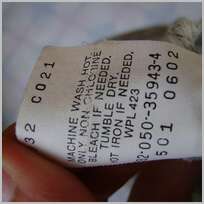 32 C021
MACHINE WASH HOT
ONLY NON-CHLORINE
BLEACH IF NEEDED,
TUMBLE DRY,
HOT IRON IF NEEDED,
WPL 423
02-050-35943-4
501 0602